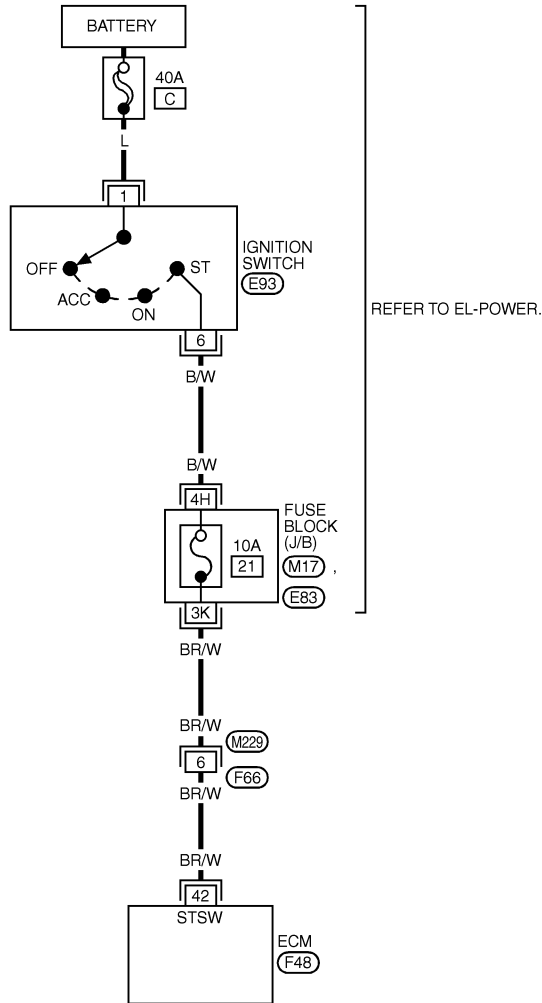 BATTERY
40A
C
L
1
IGNITION
SWITCH
E93
OFF
ST
ACC
ON
REFER TO EL-POWER.
6
B/W
B/W
4H
FUSE
BLOCK
(J/B)
10A
21
M17 ,
E83
3K
BR/W
BR/W
M229
6
F66
BR/W
BR/W
42
STSW
ECM
F48